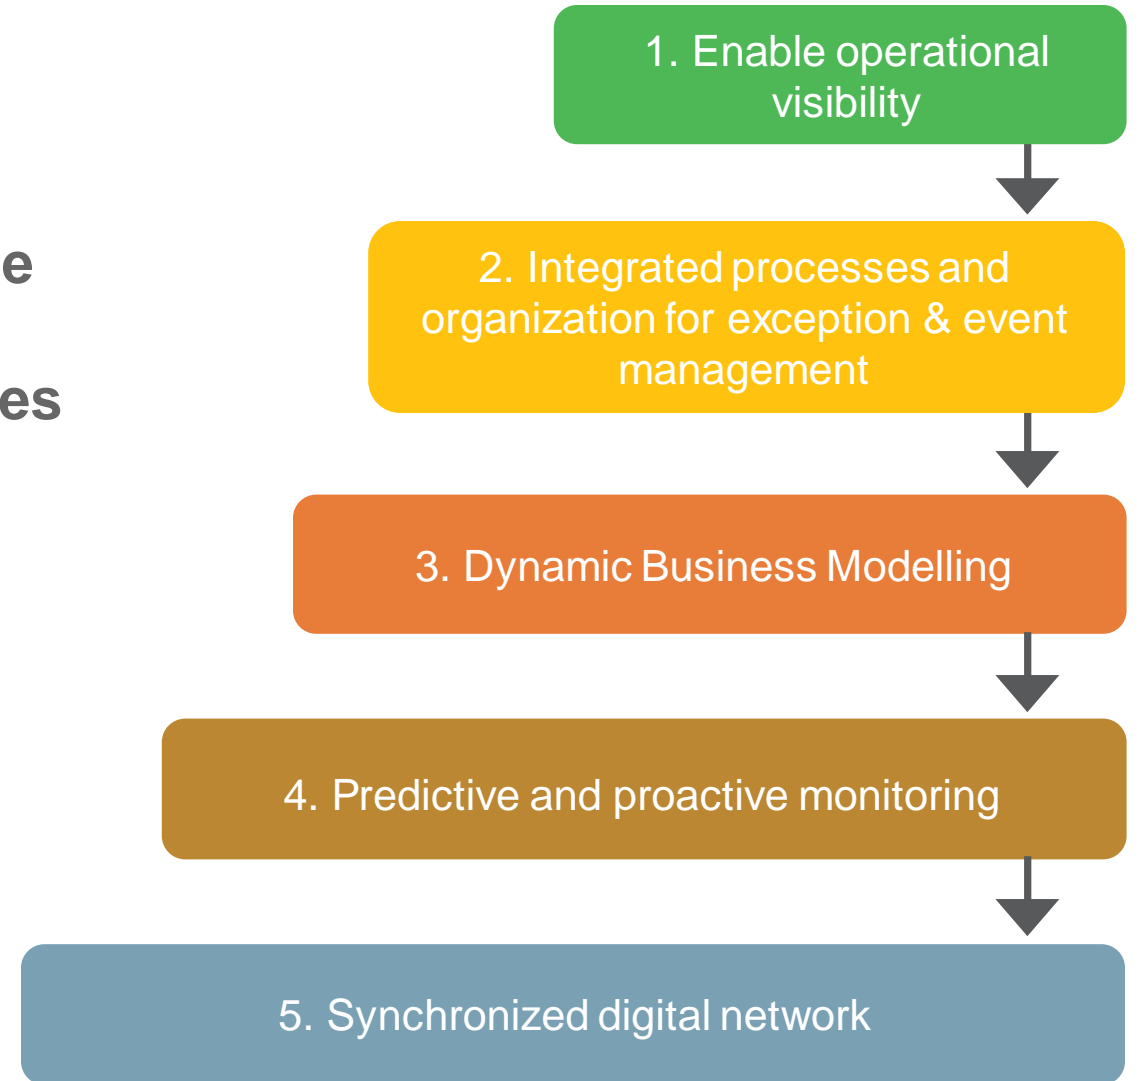 1. Enable operational
visibility
e
2. Integrated processes and
organization for exception & event
management
es
3. Dynamic Business Modelling
4. Predictive and proactive monitoring
5. Synchronized digital network